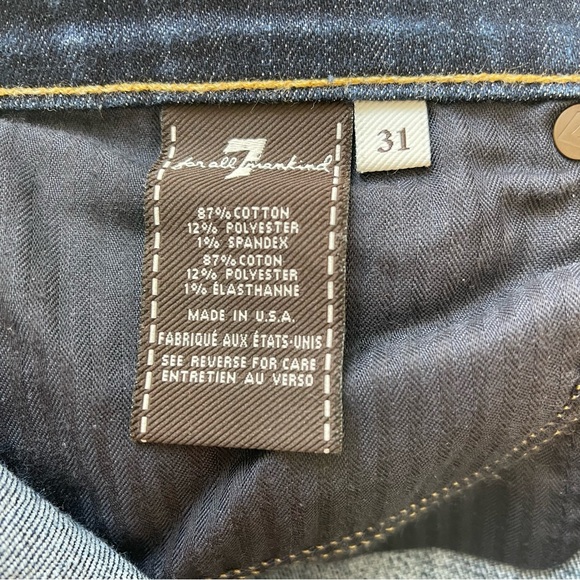 7
for all mankind
31
87% COTTON
12% POLYESTER
1% SPANDEX
87% COTON
12% POLYESTER
1% ÉLASTHANNE
MADE IN U.S.A.
FABRIQUÉ AUX ÉTATS-UNIS
SEE REVERSE FOR CARE
ENTRETIEN AU VERSO